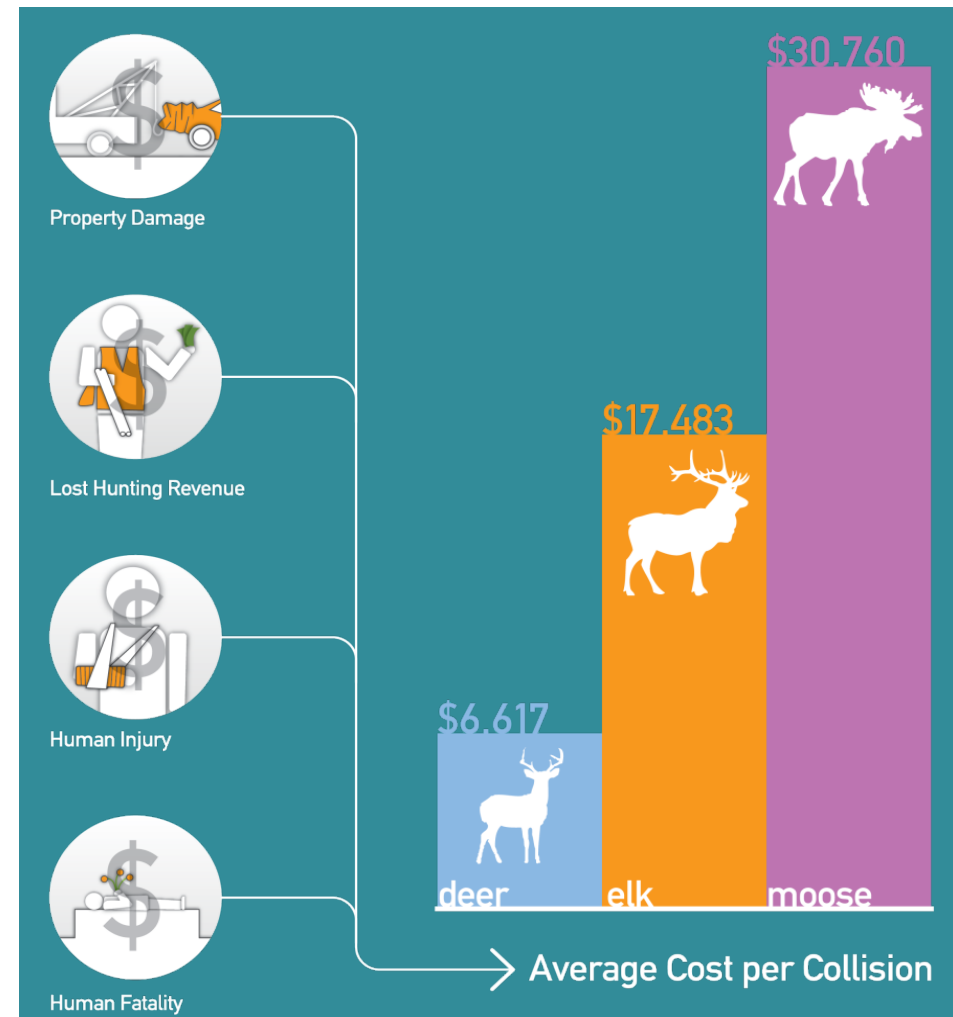 $30,760
Property Damage
Lost Hunting Revenue
$17,483
Human Injury
$6,617
deer
elk
moose
Average Cost per Collision
Human Fatality